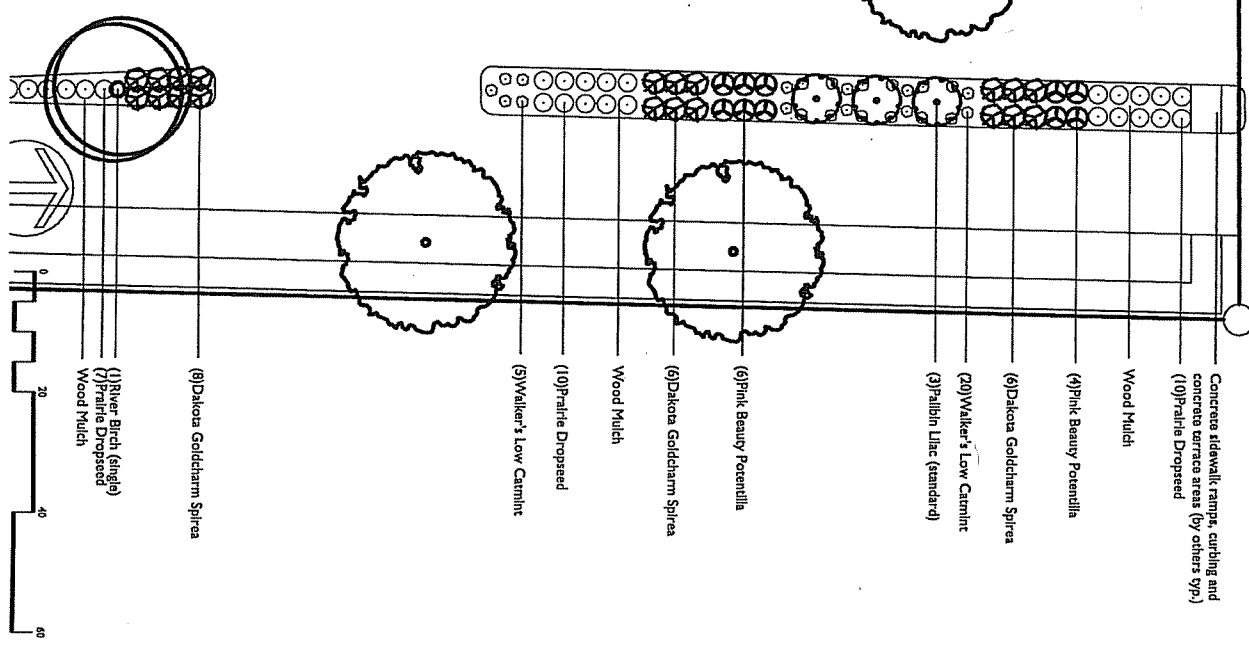 Concrete sidewalk ramps, curbing and
concrete terrace areas (by others typ.)
(10)Prairie Dropseed
Wood Mulch
(4)Pink Beauty Potentilla
(6)Dakota Goldcharm Spirea
(20)Walker's Low Catmint
(3)Palibin Lilac (standard)
(6)Pink Beauty Potentilla
(6)Dakota Goldcharm Spirea
Wood Mulch
(10)Prairie Dropseed
(5)Walker's Low Catmint
(8)Dakota Goldcharm Spirea
(1)River Birch (single)
(7)Prairie Dropseed
Wood Mulch
0
20
40
60